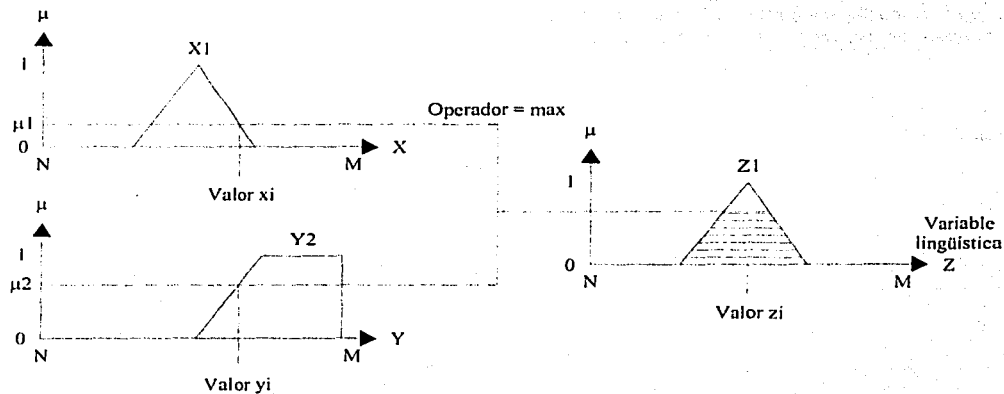 μ
X1
1
Operador = max
μ1
0
N
M
X
Valor xi
μ
Y2
1
μ2
0
N
M
Y
Valor yi
μ
Z1
1
Variable
lingüística
0
N
M
Z
Valor zi